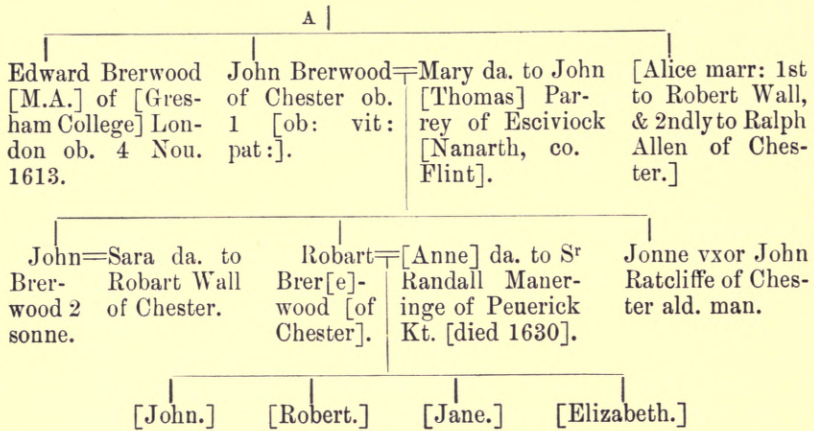 A
Edward Brerwood
[M.A.] of [Gres-
ham College] Lon-
don ob. 4 Nou.
1613.
John Brerwood=Mary da. to John
of Chester ob.
1 [ob: vit:
pat:].
[Thomas] Par-
rey of Esciviock
[Nanarth, co.
Flint].
[Alice marr: 1st
to Robert Wall,
& 2ndly to Ralph
Allen of Ches-
ter.]
John=Sara da. to
Brer-
wood 2
sonne.
Robart Wall
of Chester.
Robart=[Anne] da. to Sr
Brer[e]-
wood [of
Chester].
Randall Maner-
inge of Peuerick
Kt. [died 1630].
Jonne vxor John
Ratcliffe of Ches-
ter ald. man.
[John.] [Robert.] [Jane.] [Elizabeth.]